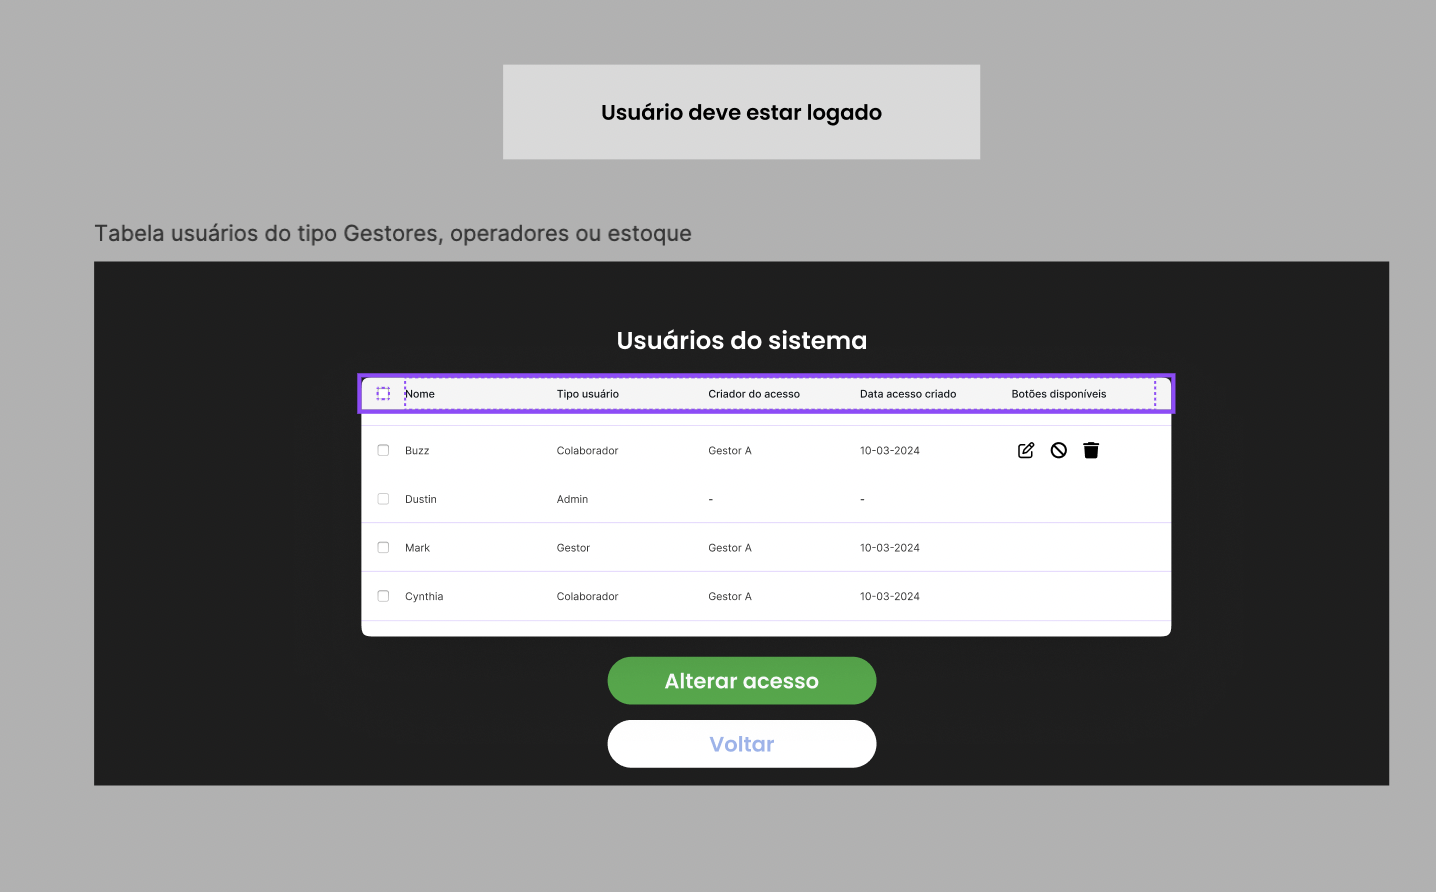 Usuário deve estar logado
Tabela usuários do tipo Gestores, operadores ou estoque
Usuários do sistema
Nome Tipo usuário Criador do acesso Data acesso criado Botões disponíveis
Buzz Colaborador Gestor A 10-03-2024
Dustin Admin - -
Mark Gestor Gestor A 10-03-2024
Cynthia Colaborador Gestor A 10-03-2024
Alterar acesso
Voltar